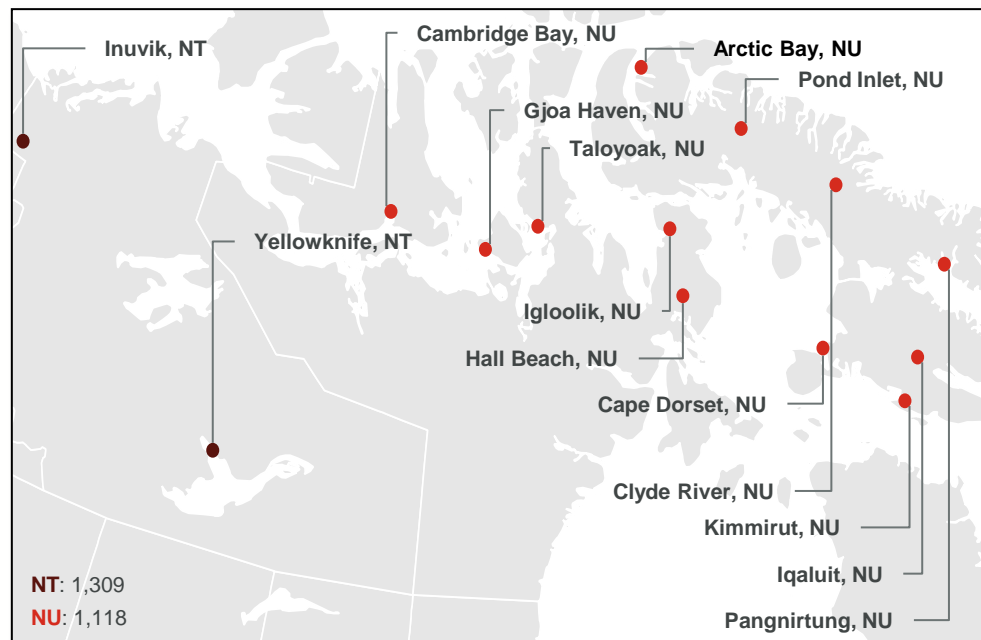 Inuvik, NT
Cambridge Bay, NU
Arctic Bay, NU
Pond Inlet, NU
Gjoa Haven, NU
Taloyoak, NU
Yellowknife, NT
Igloolik, NU
Hall Beach, NU
Cape Dorset, NU
Clyde River, NU
Kimmirut, NU
Iqaluit, NU
Pangnirtung, NU
NT: 1,309
NU: 1,118